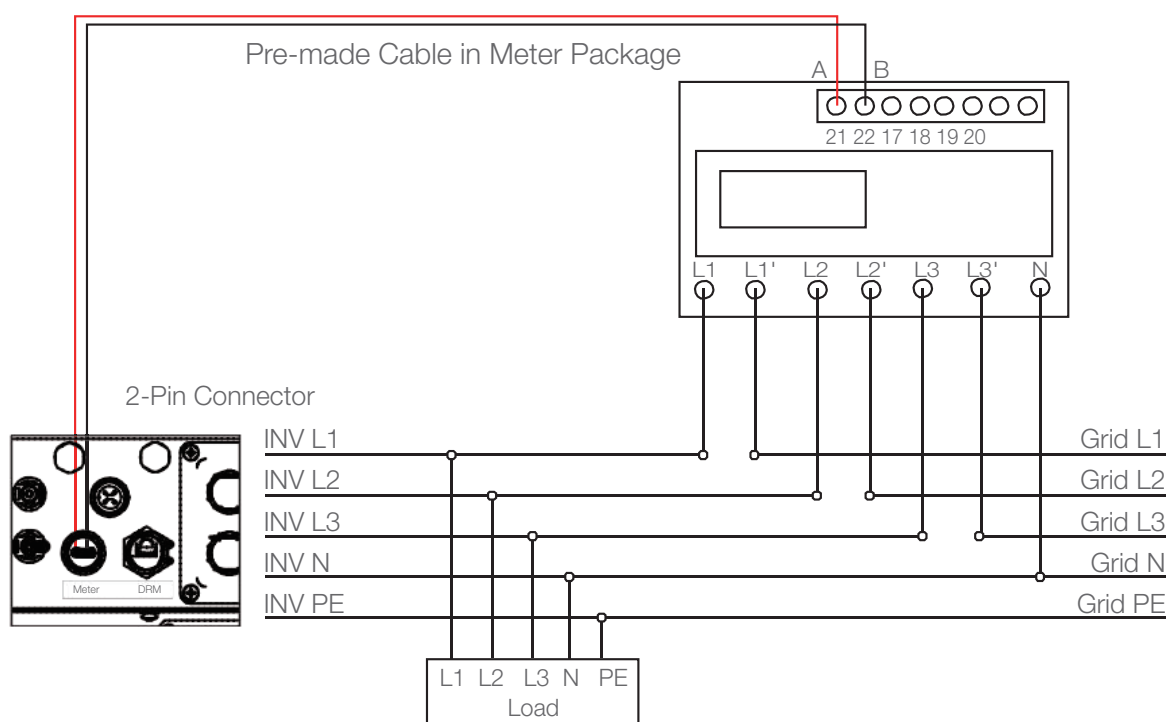 Pre-made Cable in Meter Package
A B
21 22 17 18 19 20
L1 L1' L2 L2' L3 L3' N
2-Pin Connector
INV L1 Grid L1
INV L2 Grid L2
INV L3 Grid L3
INV N Grid N
INV PE Grid PE
Meter DRM
L1 L2 L3 N PE
Load